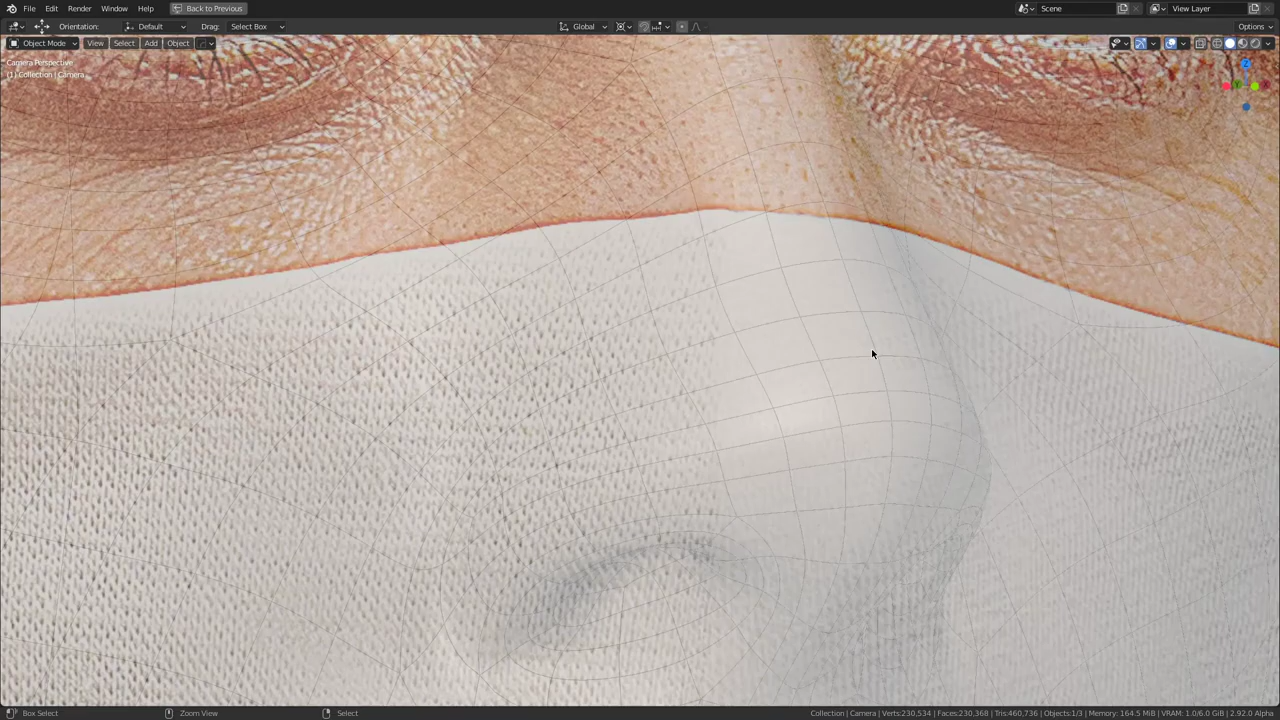 File Edit Render Window Help Back to Previous Scene View Layer
Orientation: Default Drag: Select Box Global Options
Object Mode View Select Add Object
Camera Perspective
(1) Collection | Camera
Z
Y
Box Select Zoom View Select Collection | Camera | Verts:230,534 | Faces:230,368 | Tris:460,736 | Objects:1/3 | Memory: 164.5 MiB | VRAM: 1.0/6.0 GiB | 2.92.0 Alpha